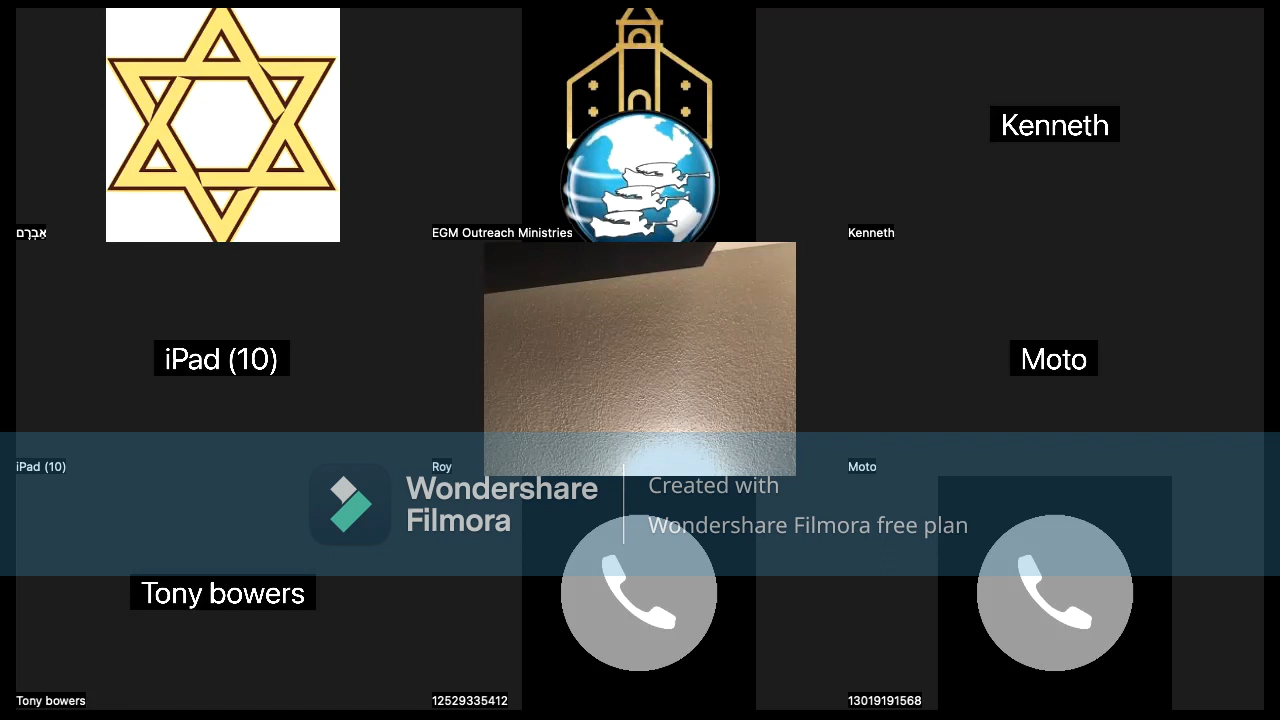 אַבְרָם
EGM Outreach Ministries
Kenneth
Kenneth
iPad (10)
Moto
iPad (10)
Roy
Moto
Wondershare
Filmora
Created with
Wondershare Filmora free plan
Tony bowers
Tony bowers
12529335412
13019191568